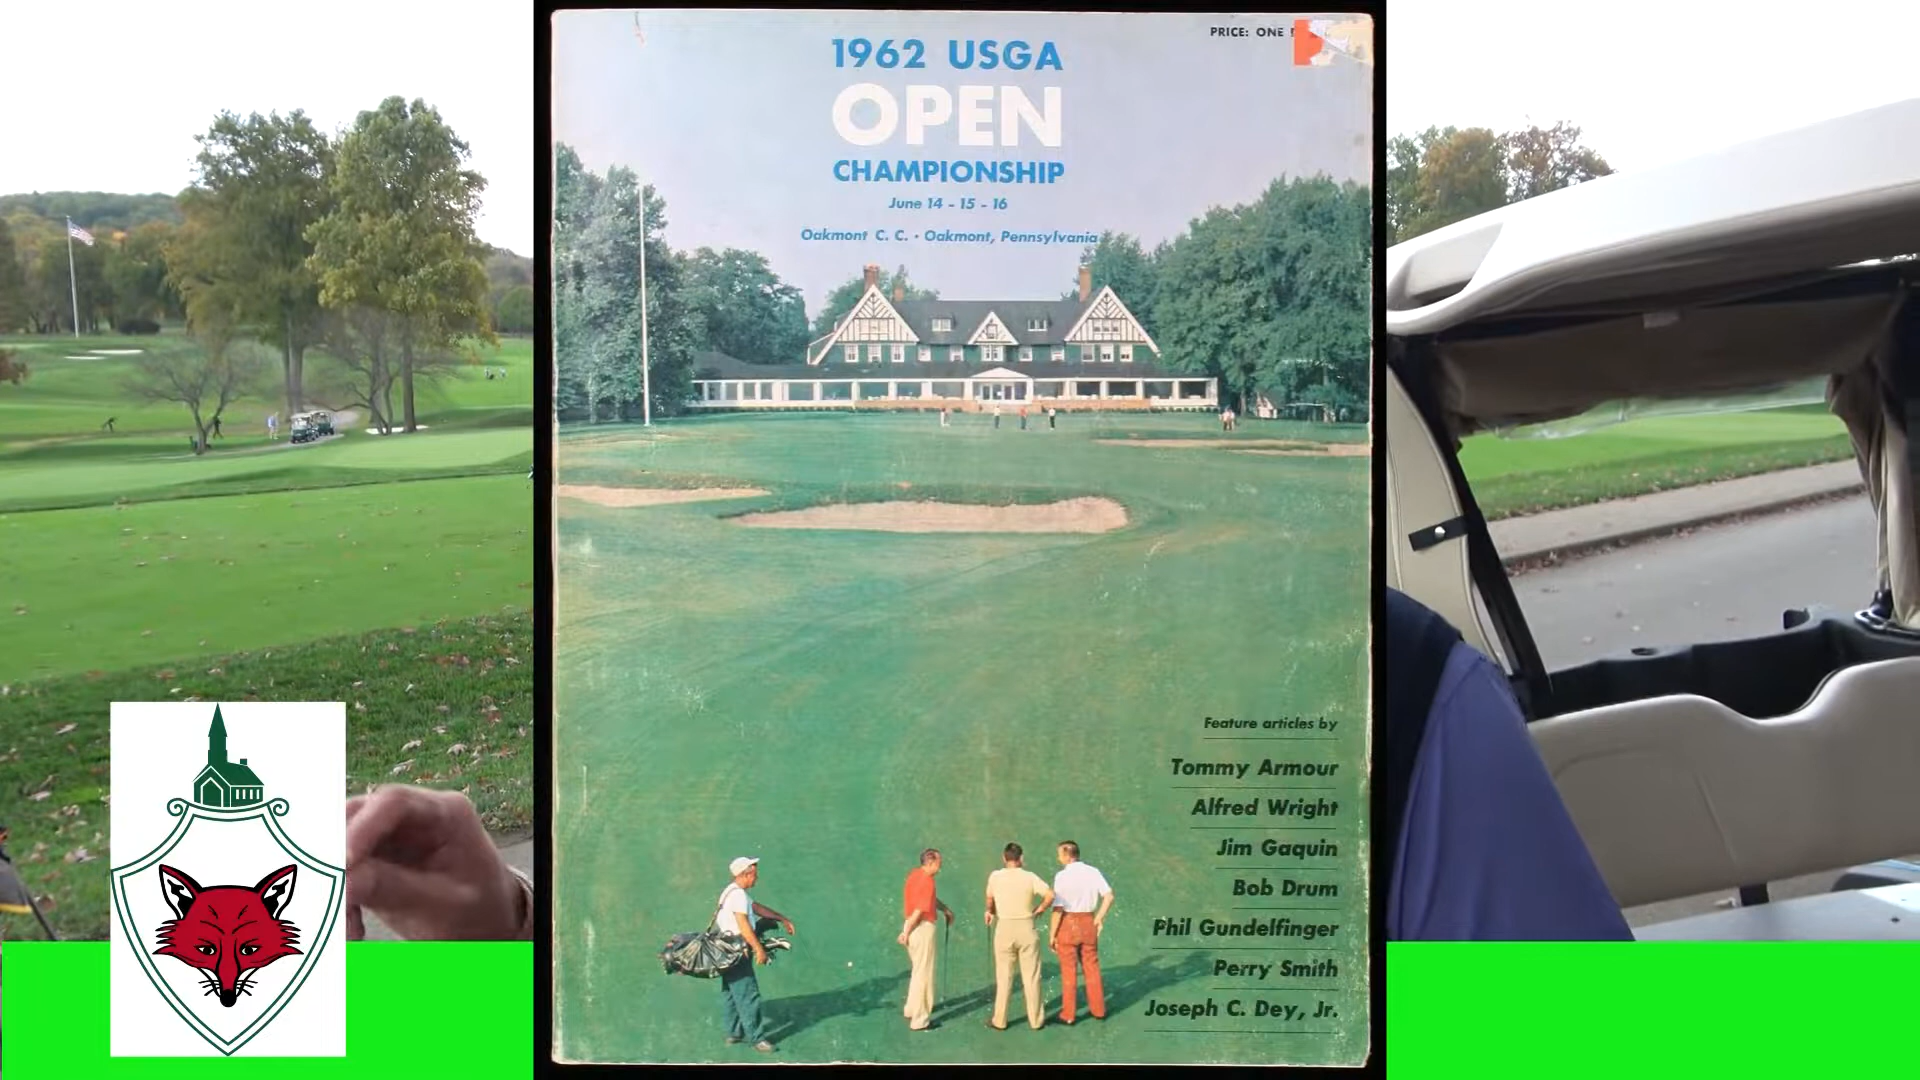 PRICE: ONE
1962 USGA
OPEN
CHAMPIONSHIP
June 14 - 15 - 16
Oakmont C. C. • Oakmont, Pennsylvania
Feature articles by
Tommy Armour
Alfred Wright
Jim Gaquin
Bob Drum
Phil Gundelfinger
Perry Smith
Joseph C. Dey, Jr.